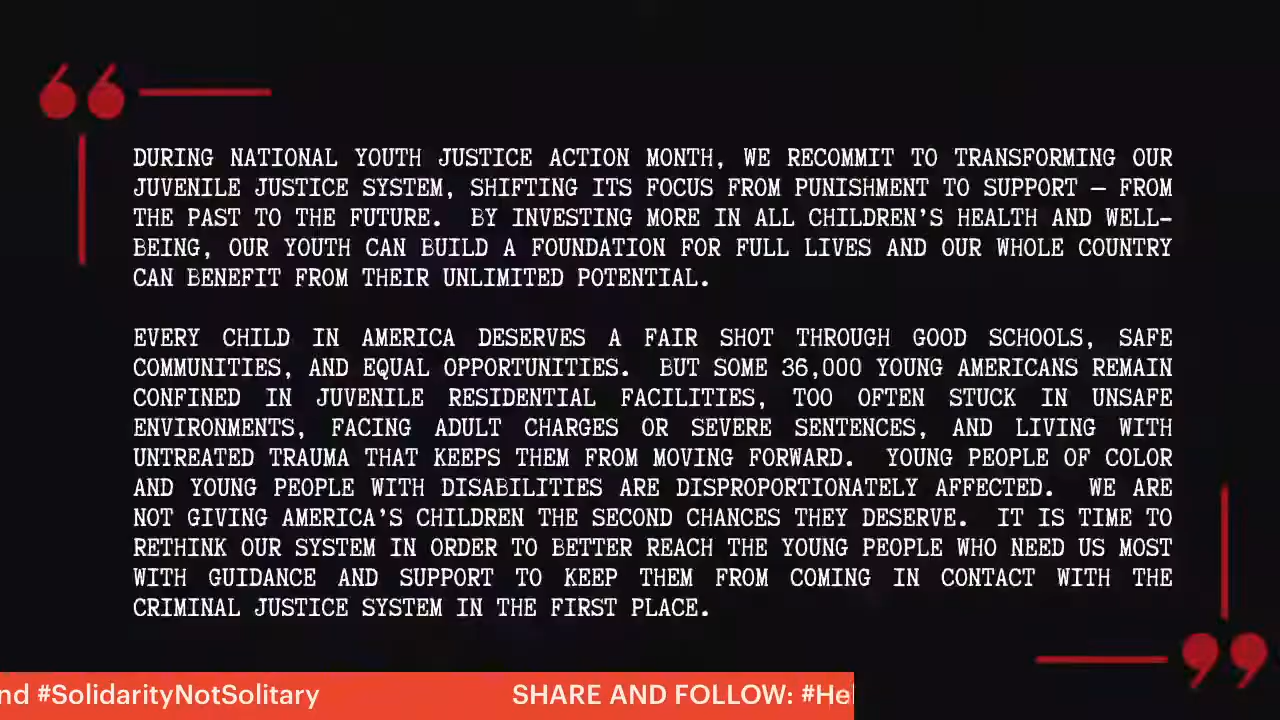 DURING NATIONAL YOUTH JUSTICE ACTION MONTH, WE RECOMMIT TO TRANSFORMING OUR
JUVENILE JUSTICE SYSTEM, SHIFTING ITS FOCUS FROM PUNISHMENT TO SUPPORT – FROM
THE PAST TO THE FUTURE. BY INVESTING MORE IN ALL CHILDREN'S HEALTH AND WELL-
BEING, OUR YOUTH CAN BUILD A FOUNDATION FOR FULL LIVES AND OUR WHOLE COUNTRY
CAN BENEFIT FROM THEIR UNLIMITED POTENTIAL.
EVERY CHILD IN AMERICA DESERVES A FAIR SHOT THROUGH GOOD SCHOOLS, SAFE
COMMUNITIES, AND EQUAL OPPORTUNITIES. BUT SOME 36,000 YOUNG AMERICANS REMAIN
CONFINED IN JUVENILE RESIDENTIAL FACILITIES, TOO OFTEN STUCK IN UNSAFE
ENVIRONMENTS, FACING ADULT CHARGES OR SEVERE SENTENCES, AND LIVING WITH
UNTREATED TRAUMA THAT KEEPS THEM FROM MOVING FORWARD. YOUNG PEOPLE OF COLOR
AND YOUNG PEOPLE WITH DISABILITIES ARE DISPROPORTIONATELY AFFECTED. WE ARE
NOT GIVING AMERICA'S CHILDREN THE SECOND CHANCES THEY DESERVE. IT IS TIME TO
RETHINK OUR SYSTEM IN ORDER TO BETTER REACH THE YOUNG PEOPLE WHO NEED US MOST
WITH GUIDANCE AND SUPPORT TO KEEP THEM FROM COMING IN CONTACT WITH THE
CRIMINAL JUSTICE SYSTEM IN THE FIRST PLACE.
#SolidarityNotSolitary SHARE AND FOLLOW: